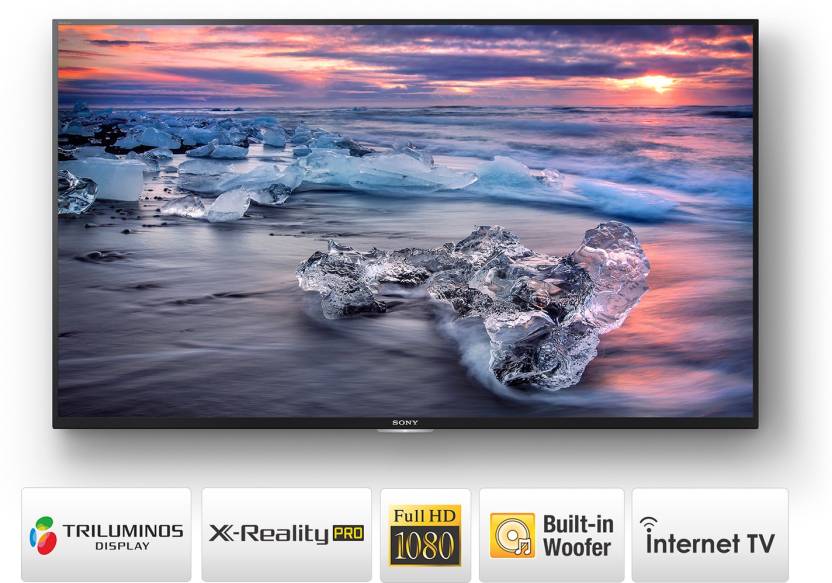 SONY
TRILUMINOS
DISPLAY
X-Reality PRO
Full HD
1080
Built-in
Woofer
Internet TV